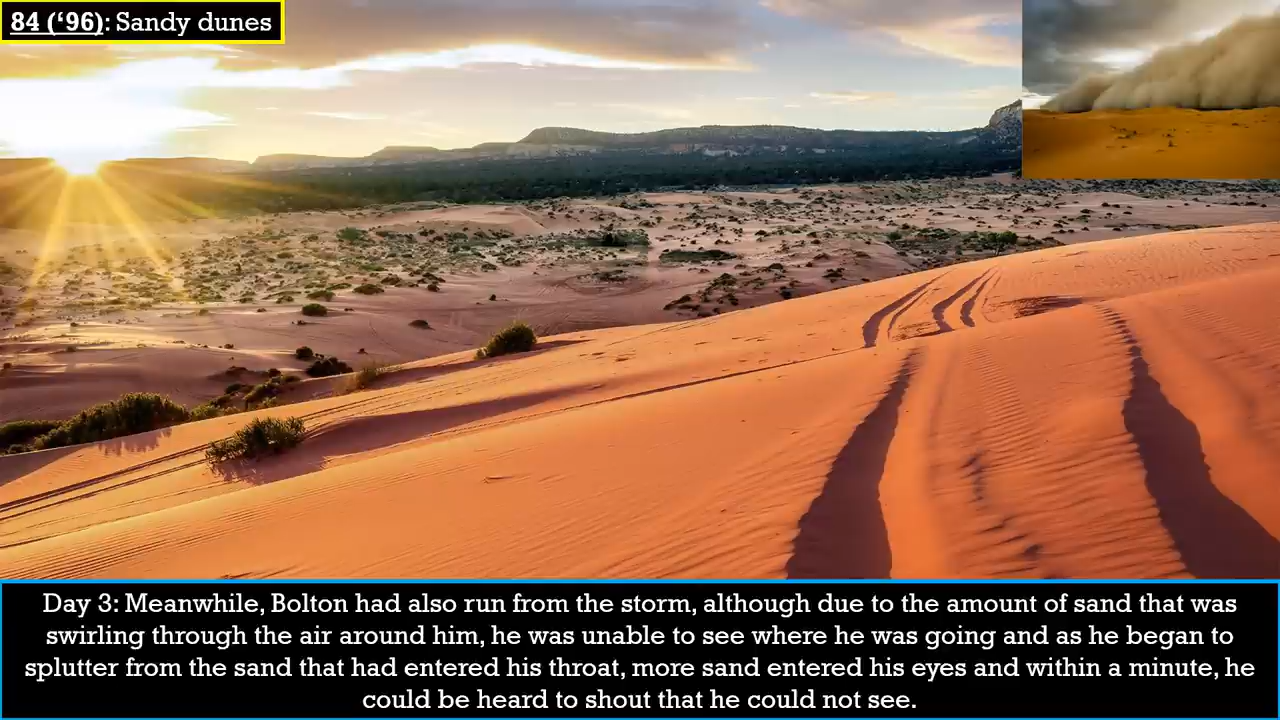 84 (‘96): Sandy dunes
Day 3: Meanwhile, Bolton had also run from the storm, although due to the amount of sand that was
swirling through the air around him, he was unable to see where he was going and as he began to
splutter from the sand that had entered his throat, more sand entered his eyes and within a minute, he
could be heard to shout that he could not see.